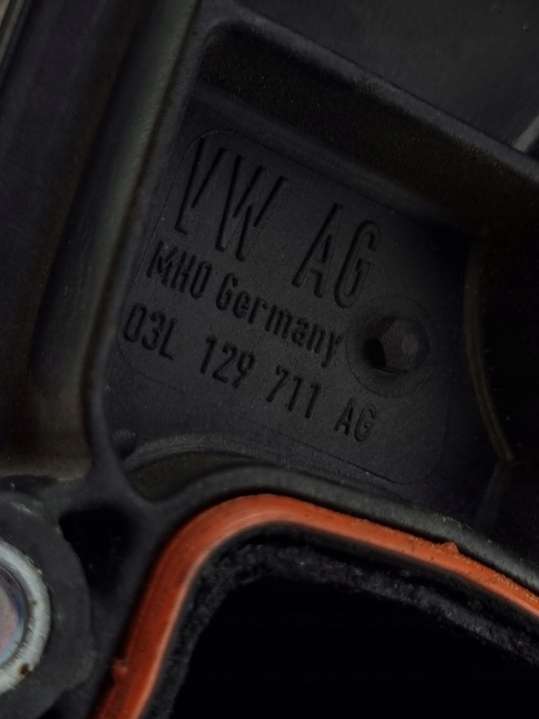 VW AG
MHO Germany
03L 129 711 AG